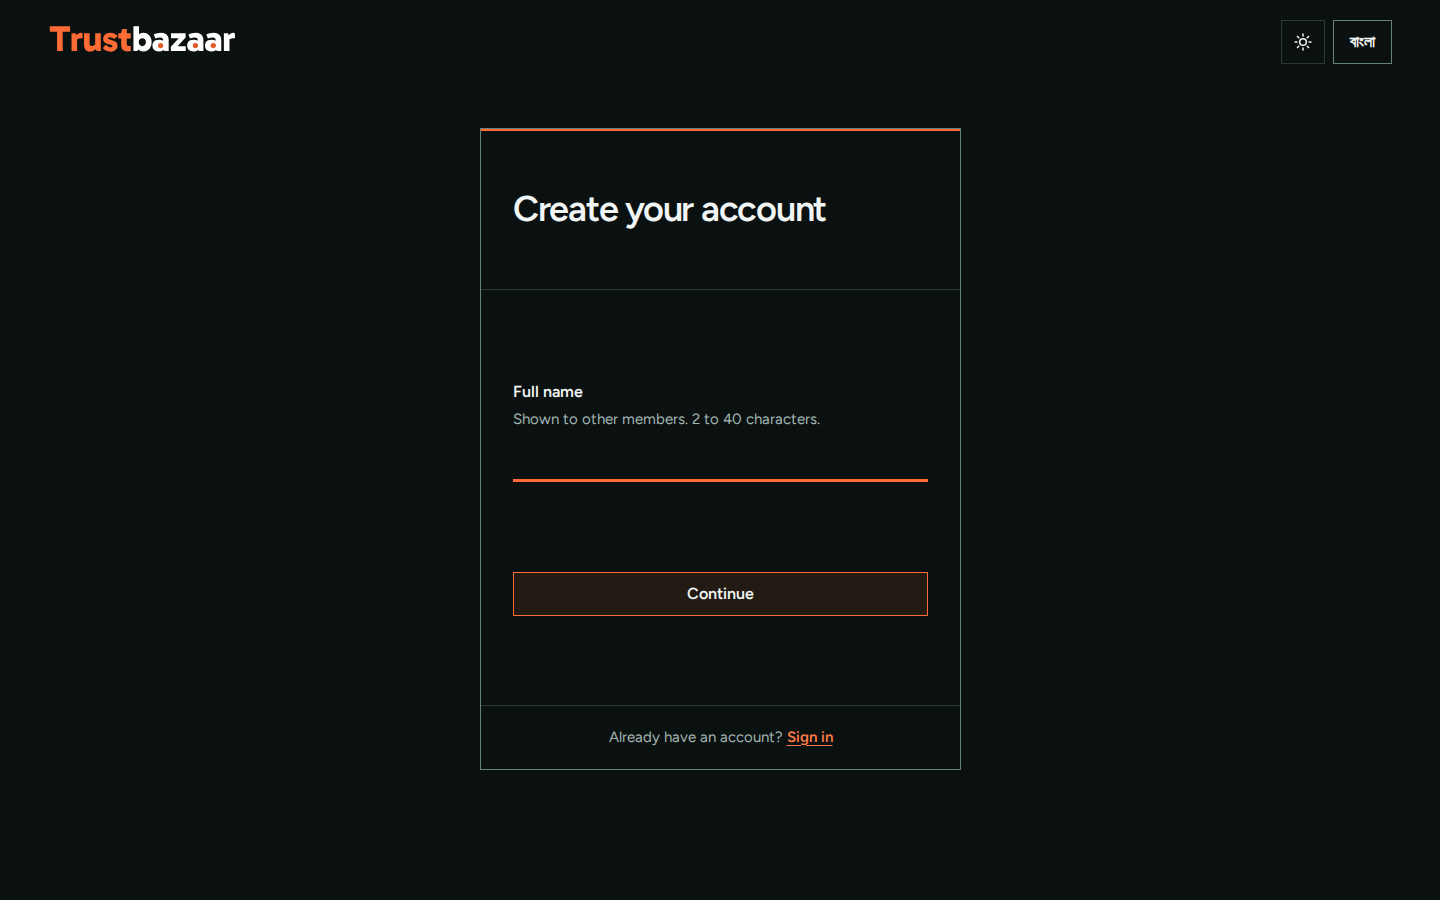 Trustbazaar
বাংলা
Create your account
Full name
Shown to other members. 2 to 40 characters.
Continue
Already have an account? Sign in